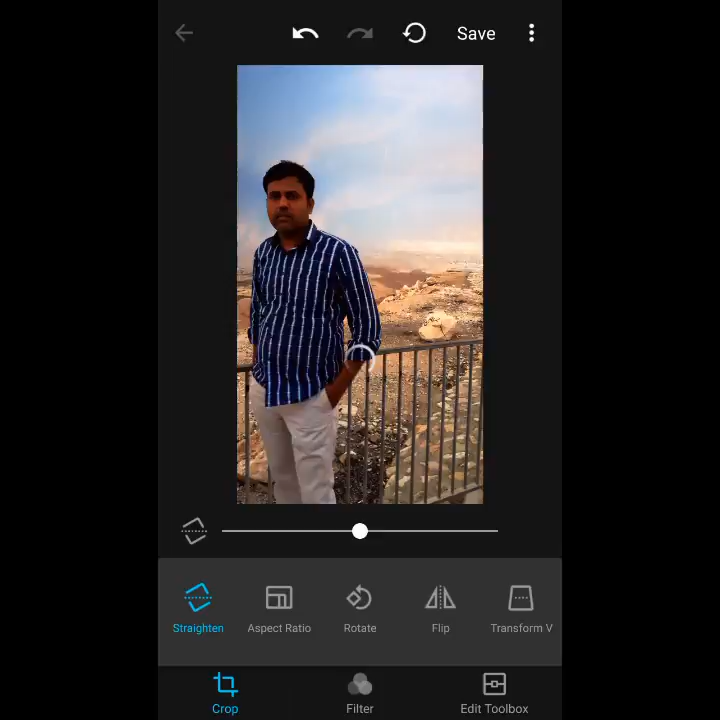 Save
Straighten
Aspect Ratio
Rotate
Flip
Transform V
Crop
Filter
Edit Toolbox